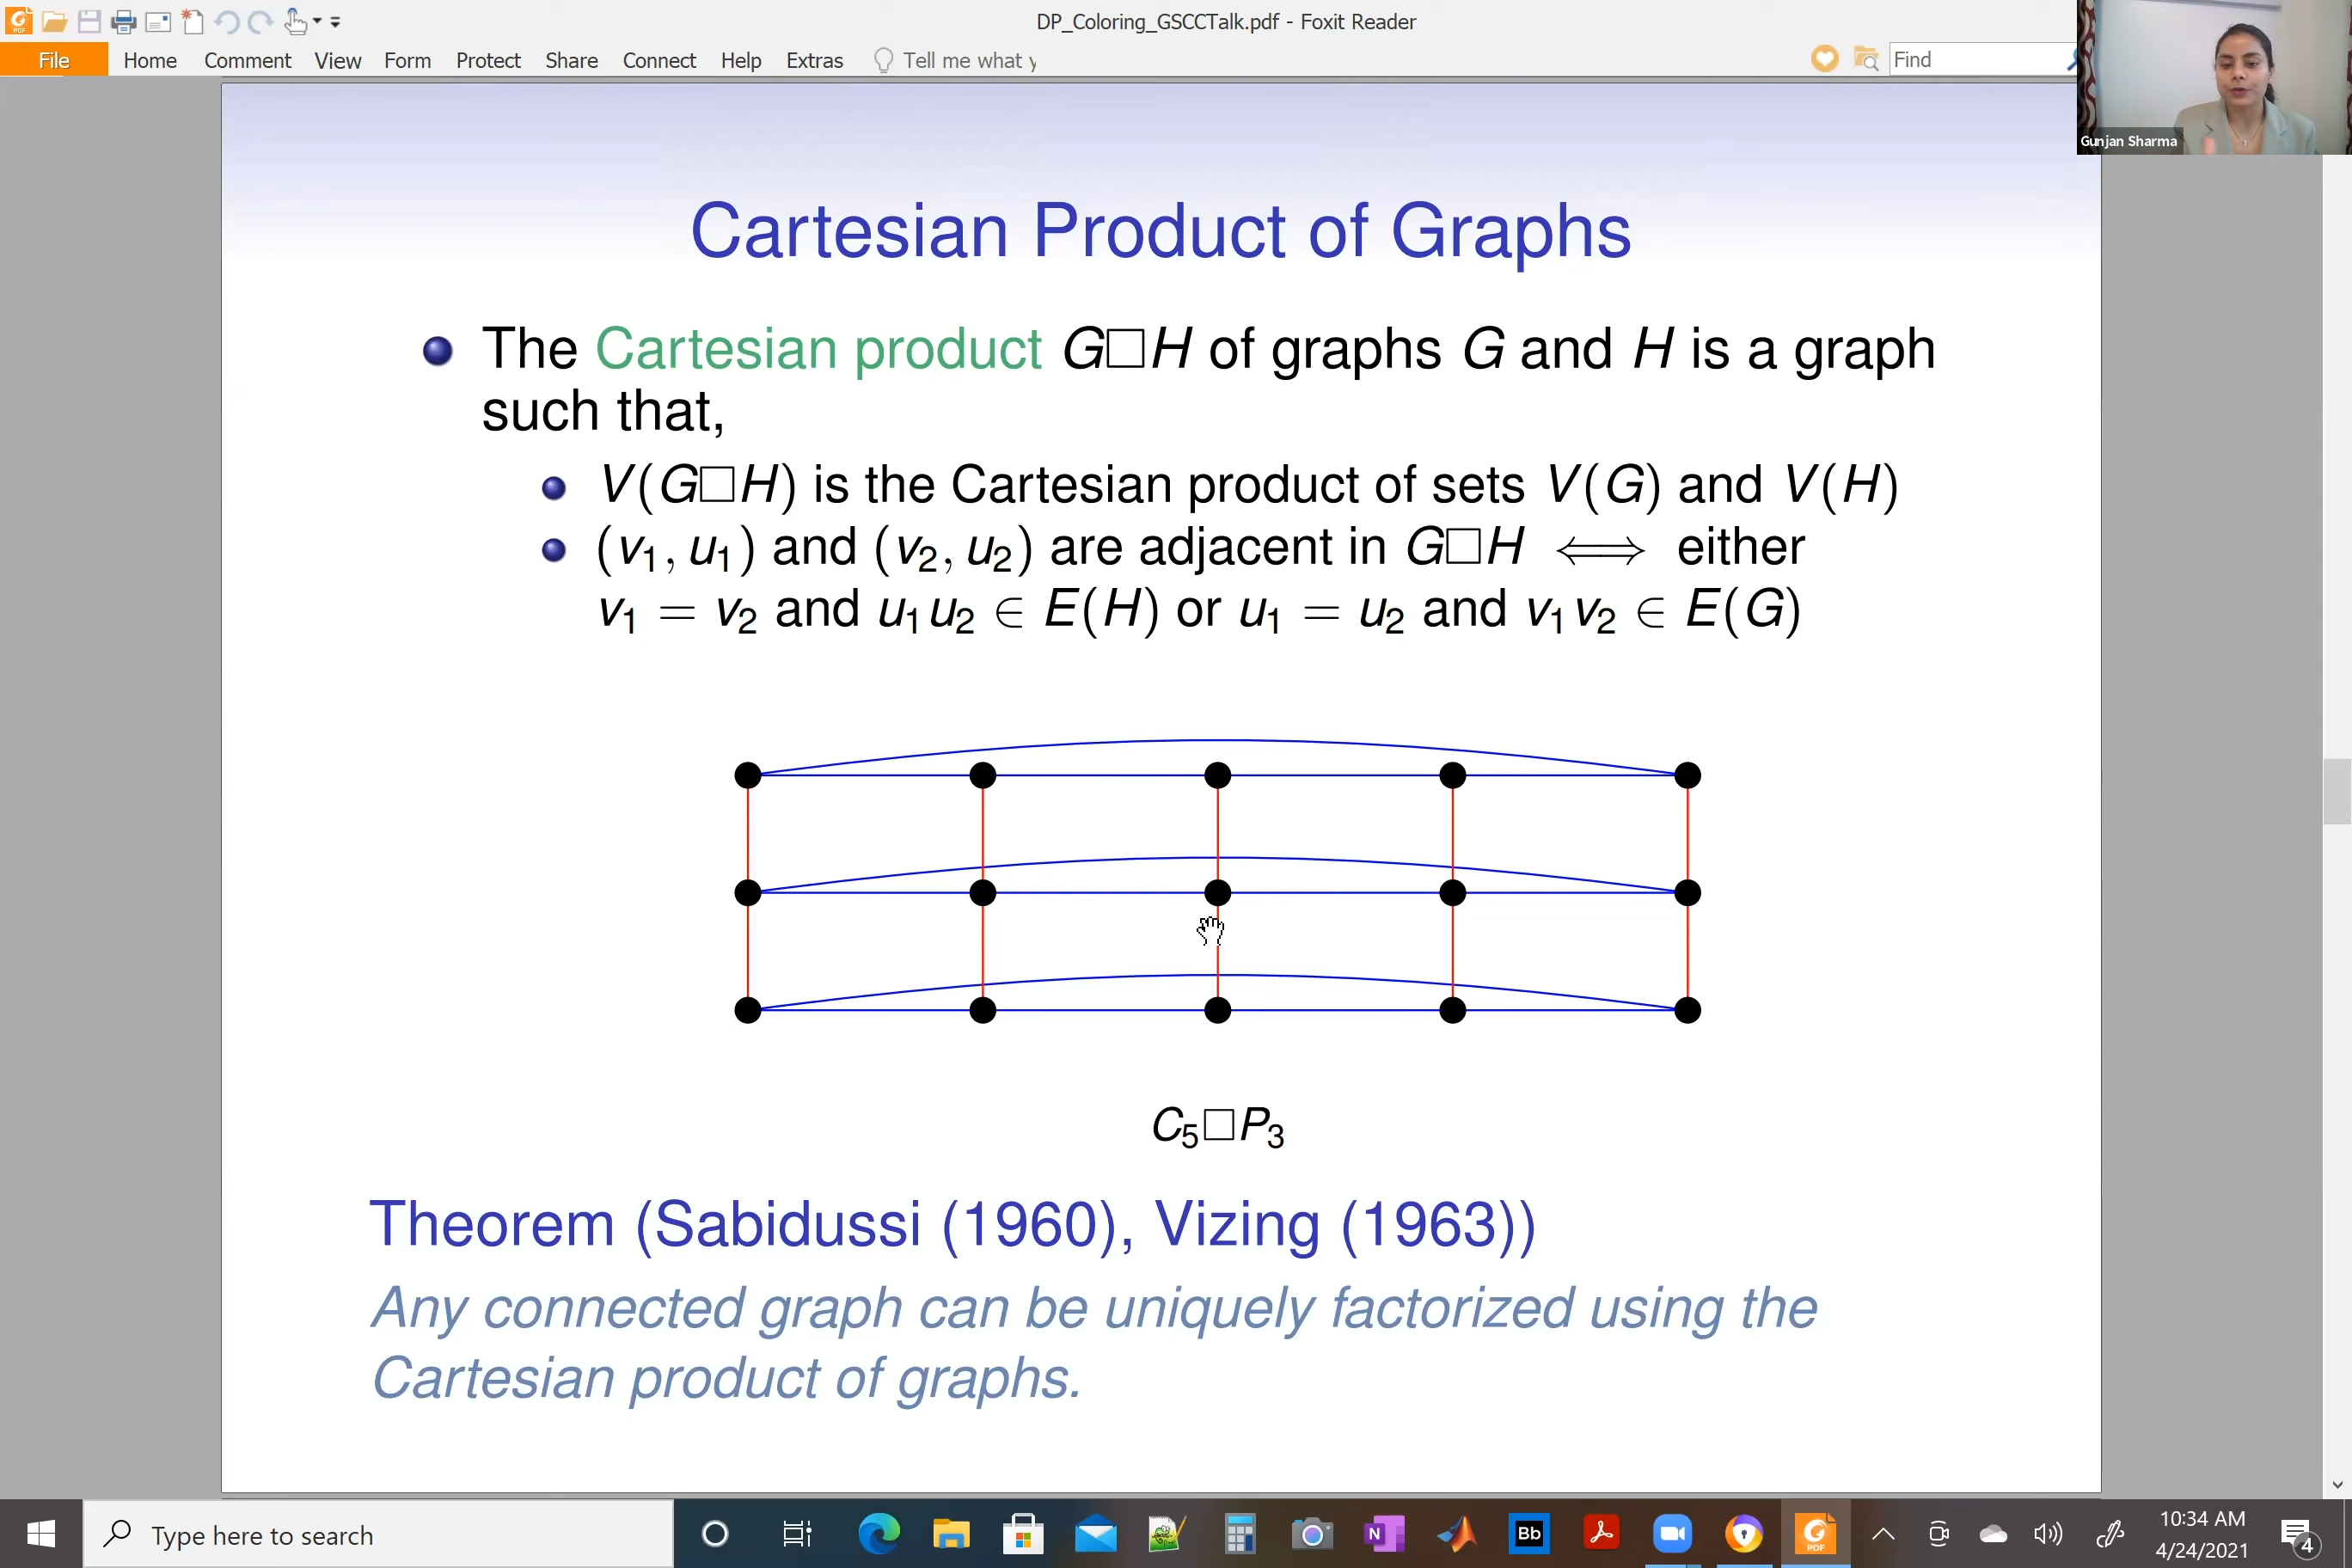 DP_Coloring_GSCCTalk.pdf - Foxit Reader
File Home Comment View Form Protect Share Connect Help Extras Tell me what y
Find
Gunjan Sharma
Cartesian Product of Graphs
The Cartesian product G□H of graphs G and H is a graph
such that,
V(G□H) is the Cartesian product of sets V(G) and V(H)
(v₁, u₁) and (v₂, u₂) are adjacent in G□H ⟺ either
v₁ = v₂ and u₁u₂ ∈ E(H) or u₁ = u₂ and v₁v₂ ∈ E(G)
C₅□P₃
Theorem (Sabidussi (1960), Vizing (1963))
Any connected graph can be uniquely factorized using the
Cartesian product of graphs.
Type here to search
N
Bb
PDF
10:34 AM
4/24/2021
4